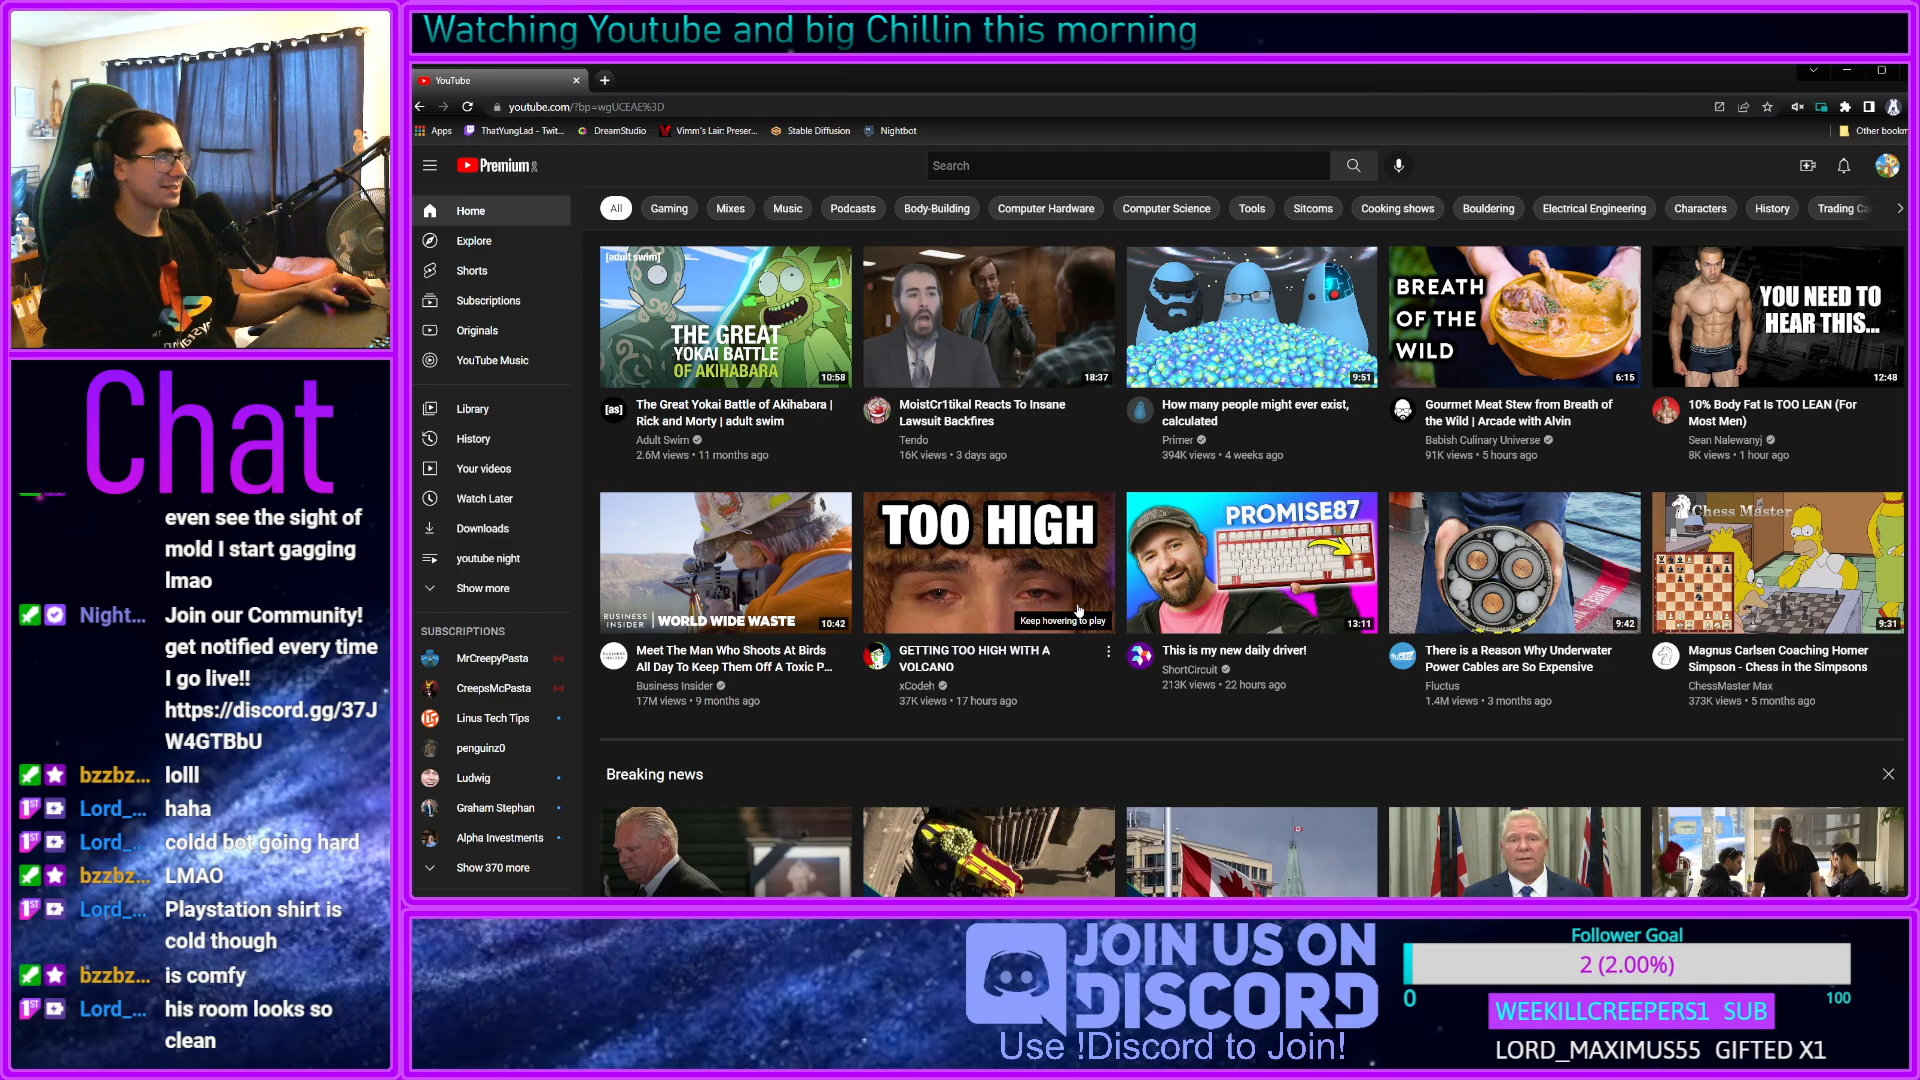 Watching Youtube and big Chillin this morning
YouTube
youtube.com/?bp=wgUCEAE%3D
Apps
ThatYungLad - Twit...
DreamStudio
Vimm's Lair: Preser...
Stable Diffusion
Nightbot
Other bookm
Premium
Search
All
Gaming
Mixes
Music
Podcasts
Body-Building
Computer Hardware
Computer Science
Tools
Sitcoms
Cooking shows
Bouldering
Electrical Engineering
Characters
History
Trading Ca
Home
Explore
Shorts
Subscriptions
Originals
YouTube Music
Library
History
Your videos
Watch Later
Downloads
youtube night
Show more
SUBSCRIPTIONS
MrCreepyPasta
CreepsMcPasta
Linus Tech Tips
penguinz0
Ludwig
Graham Stephan
Alpha Investments
Show 370 more
[adult swim]
THE GREAT
YOKAI BATTLE
OF AKIHABARA
10:58
[as]
The Great Yokai Battle of Akihabara |
Rick and Morty | adult swim
Adult Swim
2.6M views • 11 months ago
18:37
MoistCr1tikal Reacts To Insane
Lawsuit Backfires
Tendo
16K views • 3 days ago
9:51
How many people might ever exist,
calculated
Primer
394K views • 4 weeks ago
BREATH
OF THE
WILD
6:15
Gourmet Meat Stew from Breath of
the Wild | Arcade with Alvin
Babish Culinary Universe
91K views • 5 hours ago
YOU NEED TO
HEAR THIS...
12:48
10% Body Fat Is TOO LEAN (For
Most Men)
Sean Nalewanyj
8K views • 1 hour ago
BUSINESS
INSIDER
WORLD WIDE WASTE
10:42
Meet The Man Who Shoots At Birds
All Day To Keep Them Off A Toxic P...
Business Insider
17M views • 9 months ago
TOO HIGH
Keep hovering to play
GETTING TOO HIGH WITH A
VOLCANO
xCodeh
37K views • 17 hours ago
PROMISE87
13:11
This is my new daily driver!
ShortCircuit
213K views • 22 hours ago
9:42
There is a Reason Why Underwater
Power Cables are So Expensive
Fluctus
1.4M views • 3 months ago
Chess Master
9:31
Magnus Carlsen Coaching Homer
Simpson - Chess in the Simpsons
ChessMaster Max
373K views • 5 months ago
Breaking news
Chat
even see the sight of
mold I start gagging
lmao
Night... Join our Community!
get notified every time
I go live!!
https://discord.gg/37J
W4GTBbU
bzzbz... lolll
Lord_... haha
Lord_... coldd bot going hard
bzzbz... LMAO
Lord_... Playstation shirt is
cold though
bzzbz... is comfy
Lord_... his room looks so
clean
JOIN US ON
DISCORD
Use !Discord to Join!
Follower Goal
2 (2.00%)
0
100
WEEKILLCREEPERS1 SUB
LORD_MAXIMUS55 GIFTED X1